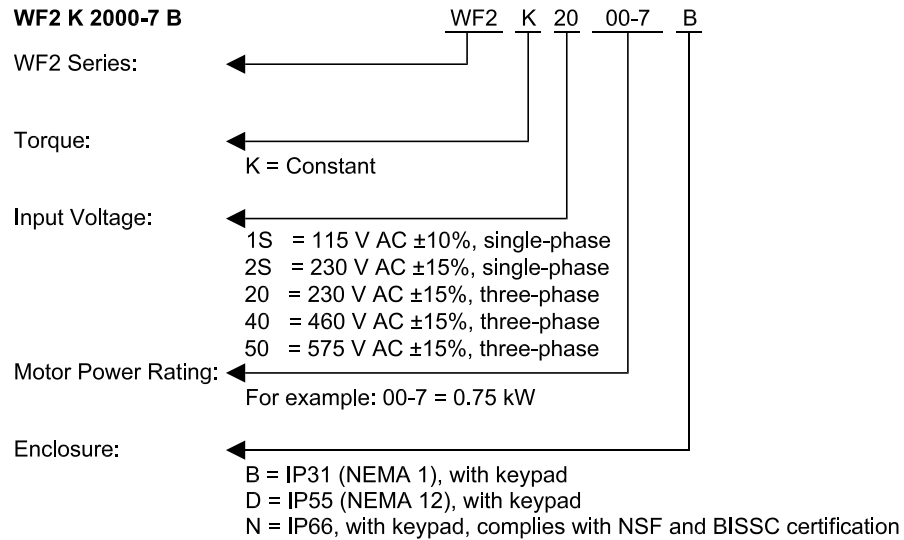 WF2 K 2000-7 B WF2 K 20 00-7 B
WF2 Series:
Torque:
K = Constant
Input Voltage:
1S = 115 V AC ±10%, single-phase
2S = 230 V AC ±15%, single-phase
20 = 230 V AC ±15%, three-phase
40 = 460 V AC ±15%, three-phase
50 = 575 V AC ±15%, three-phase
Motor Power Rating:
For example: 00-7 = 0.75 kW
Enclosure:
B = IP31 (NEMA 1), with keypad
D = IP55 (NEMA 12), with keypad
N = IP66, with keypad, complies with NSF and BISSC certification